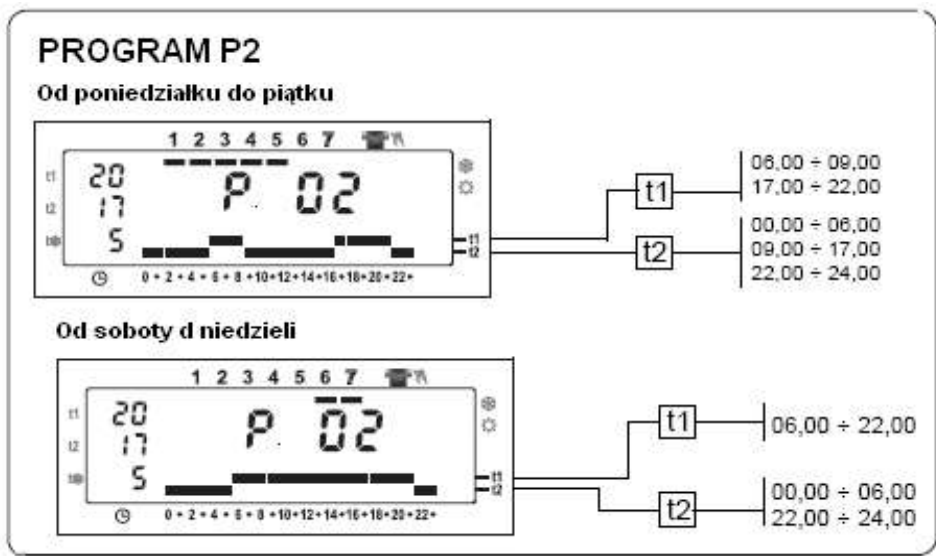 PROGRAM P2
Od poniedziałku do piątku
1 2 3 4 5 6 7
t1 20
P. 02
t2 17
5
t1
t2
0 + 2 + 4 + 6 + 8 +10+12+14+16+18+20+22+
t1
06,00 ÷ 09,00
17,00 ÷ 22,00
t2
00,00 ÷ 06,00
09,00 ÷ 17,00
22,00 ÷ 24,00
Od soboty d niedzieli
1 2 3 4 5 6 7
t1 20
P. 02
t2 17
5
t1
t2
0 + 2 + 4 + 6 + 8 +10+12+14+16+18+20+22+
t1
06,00 ÷ 22,00
t2
00,00 ÷ 06,00
22,00 ÷ 24,00